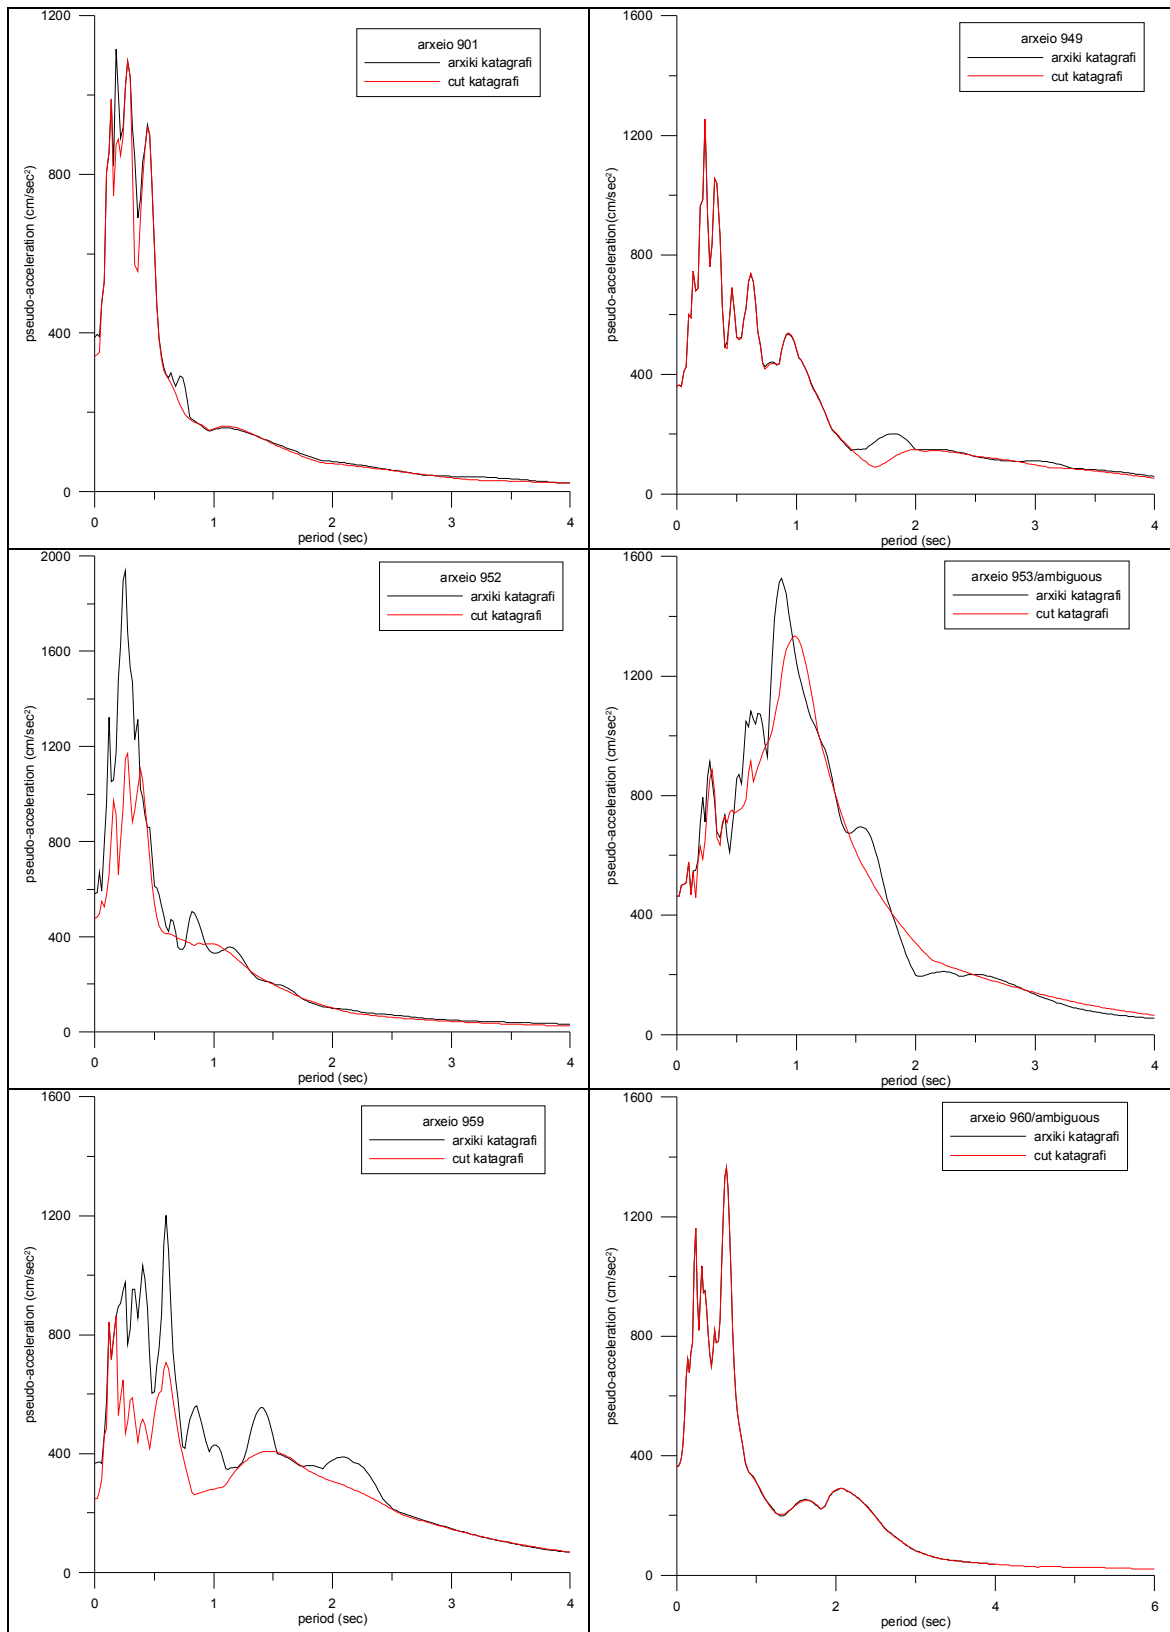 1200
800
400
0
pseudo-acceleration (cm/sec²)
arxeio 901
arxiki katagrafi
cut katagrafi
0 1 2 3 4
period (sec)
1600
1200
800
400
0
pseudo-acceleration(cm/sec²)
arxeio 949
arxiki katagrafi
cut katagrafi
0 1 2 3 4
period (sec)
2000
1600
1200
800
400
0
pseudo-acceleration (cm/sec²)
arxeio 952
arxiki katagrafi
cut katagrafi
0 1 2 3 4
period (sec)
1600
1200
800
400
0
pseudo-acceleration (cm/sec²)
arxeio 953/ambiguous
arxiki katagrafi
cut katagrafi
0 1 2 3 4
period (sec)
1600
1200
800
400
0
pseudo-acceleration (cm/sec²)
arxeio 959
arxiki katagrafi
cut katagrafi
0 1 2 3 4
period (sec)
1600
1200
800
400
0
pseudo-acceleration (cm/sec²)
arxeio 960/ambiguous
arxiki katagrafi
cut katagrafi
0 2 4 6
period (sec)